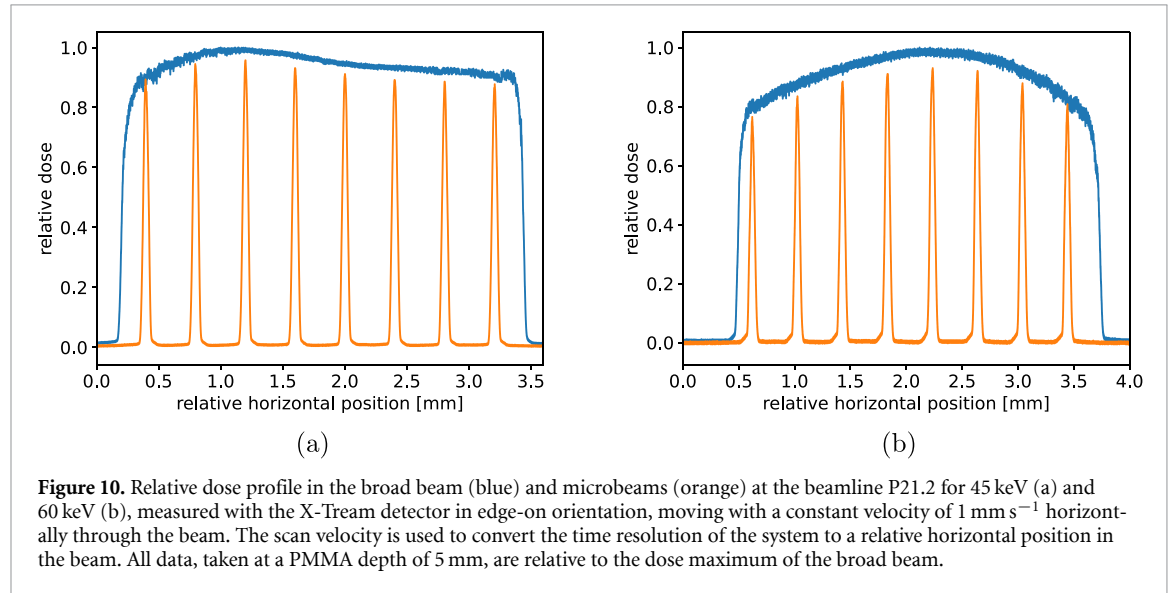 1.0
0.8
0.6
0.4
0.2
0.0
relative dose
0.0 0.5 1.0 1.5 2.0 2.5 3.0 3.5
relative horizontal position [mm]
(a)
1.0
0.8
0.6
0.4
0.2
0.0
relative dose
0.0 0.5 1.0 1.5 2.0 2.5 3.0 3.5 4.0
relative horizontal position [mm]
(b)
Figure 10. Relative dose profile in the broad beam (blue) and microbeams (orange) at the beamline P21.2 for 45 keV (a) and
60 keV (b), measured with the X-Tream detector in edge-on orientation, moving with a constant velocity of 1 mm s⁻¹ horizont-
ally through the beam. The scan velocity is used to convert the time resolution of the system to a relative horizontal position in
the beam. All data, taken at a PMMA depth of 5 mm, are relative to the dose maximum of the broad beam.